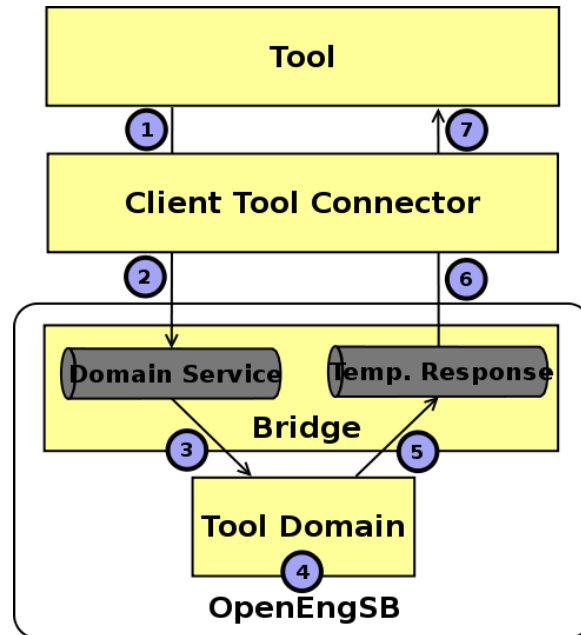 Tool
1 7
Client Tool Connector
2 6
Domain Service Temp. Response
Bridge
3 5
Tool Domain
4
OpenEngSB